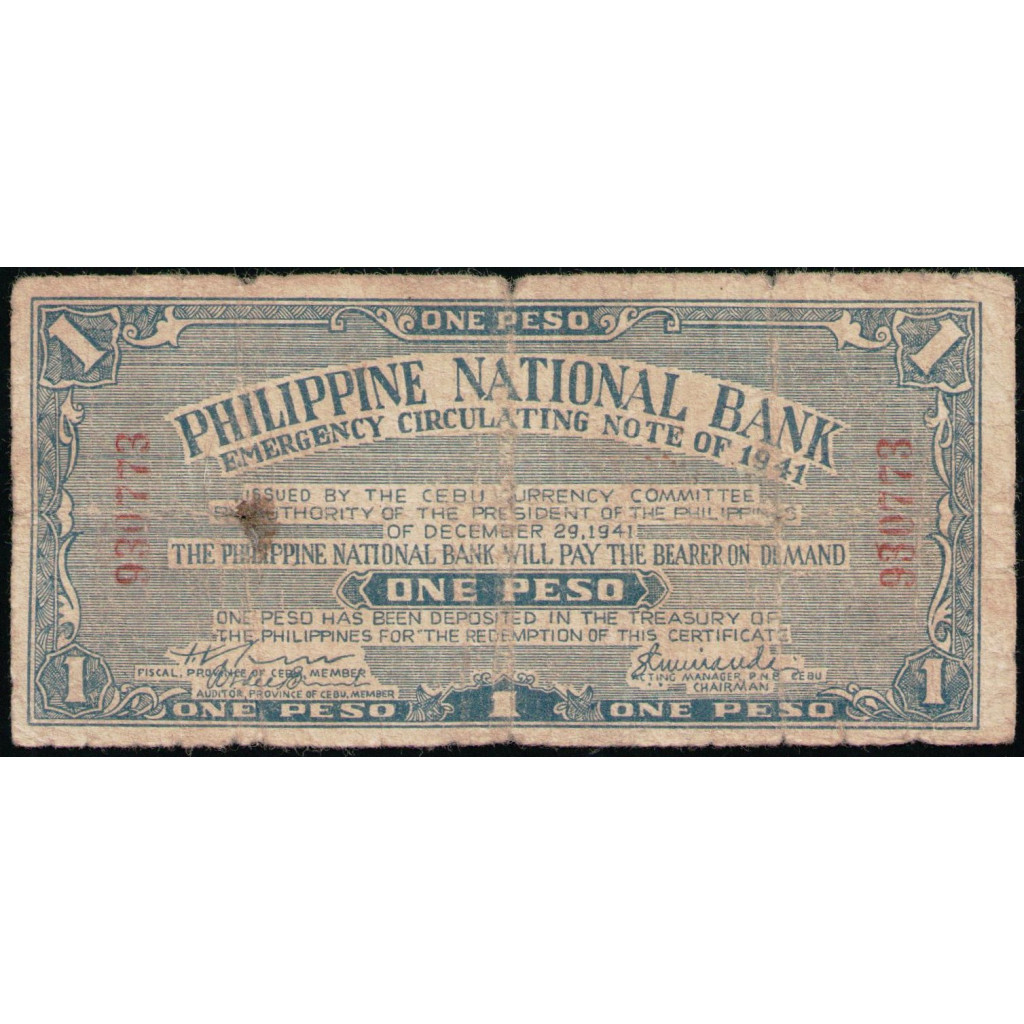 1 ONE PESO 1
PHILIPPINE NATIONAL BANK
EMERGENCY CIRCULATING NOTE OF 1941
930773 930773
ISSUED BY THE CEBU CURRENCY COMMITTEE
BY AUTHORITY OF THE PRESIDENT OF THE PHILIPPINES
OF DECEMBER 29, 1941
THE PHILIPPINE NATIONAL BANK WILL PAY THE BEARER ON DEMAND
ONE PESO
ONE PESO HAS BEEN DEPOSITED IN THE TREASURY OF
THE PHILIPPINES FOR THE REDEMPTION OF THIS CERTIFICATE
FISCAL, PROVINCE OF CEBU, MEMBER
AUDITOR, PROVINCE OF CEBU, MEMBER
ACTING MANAGER, P.N.B. CEBU
CHAIRMAN
1 ONE PESO 1 ONE PESO 1